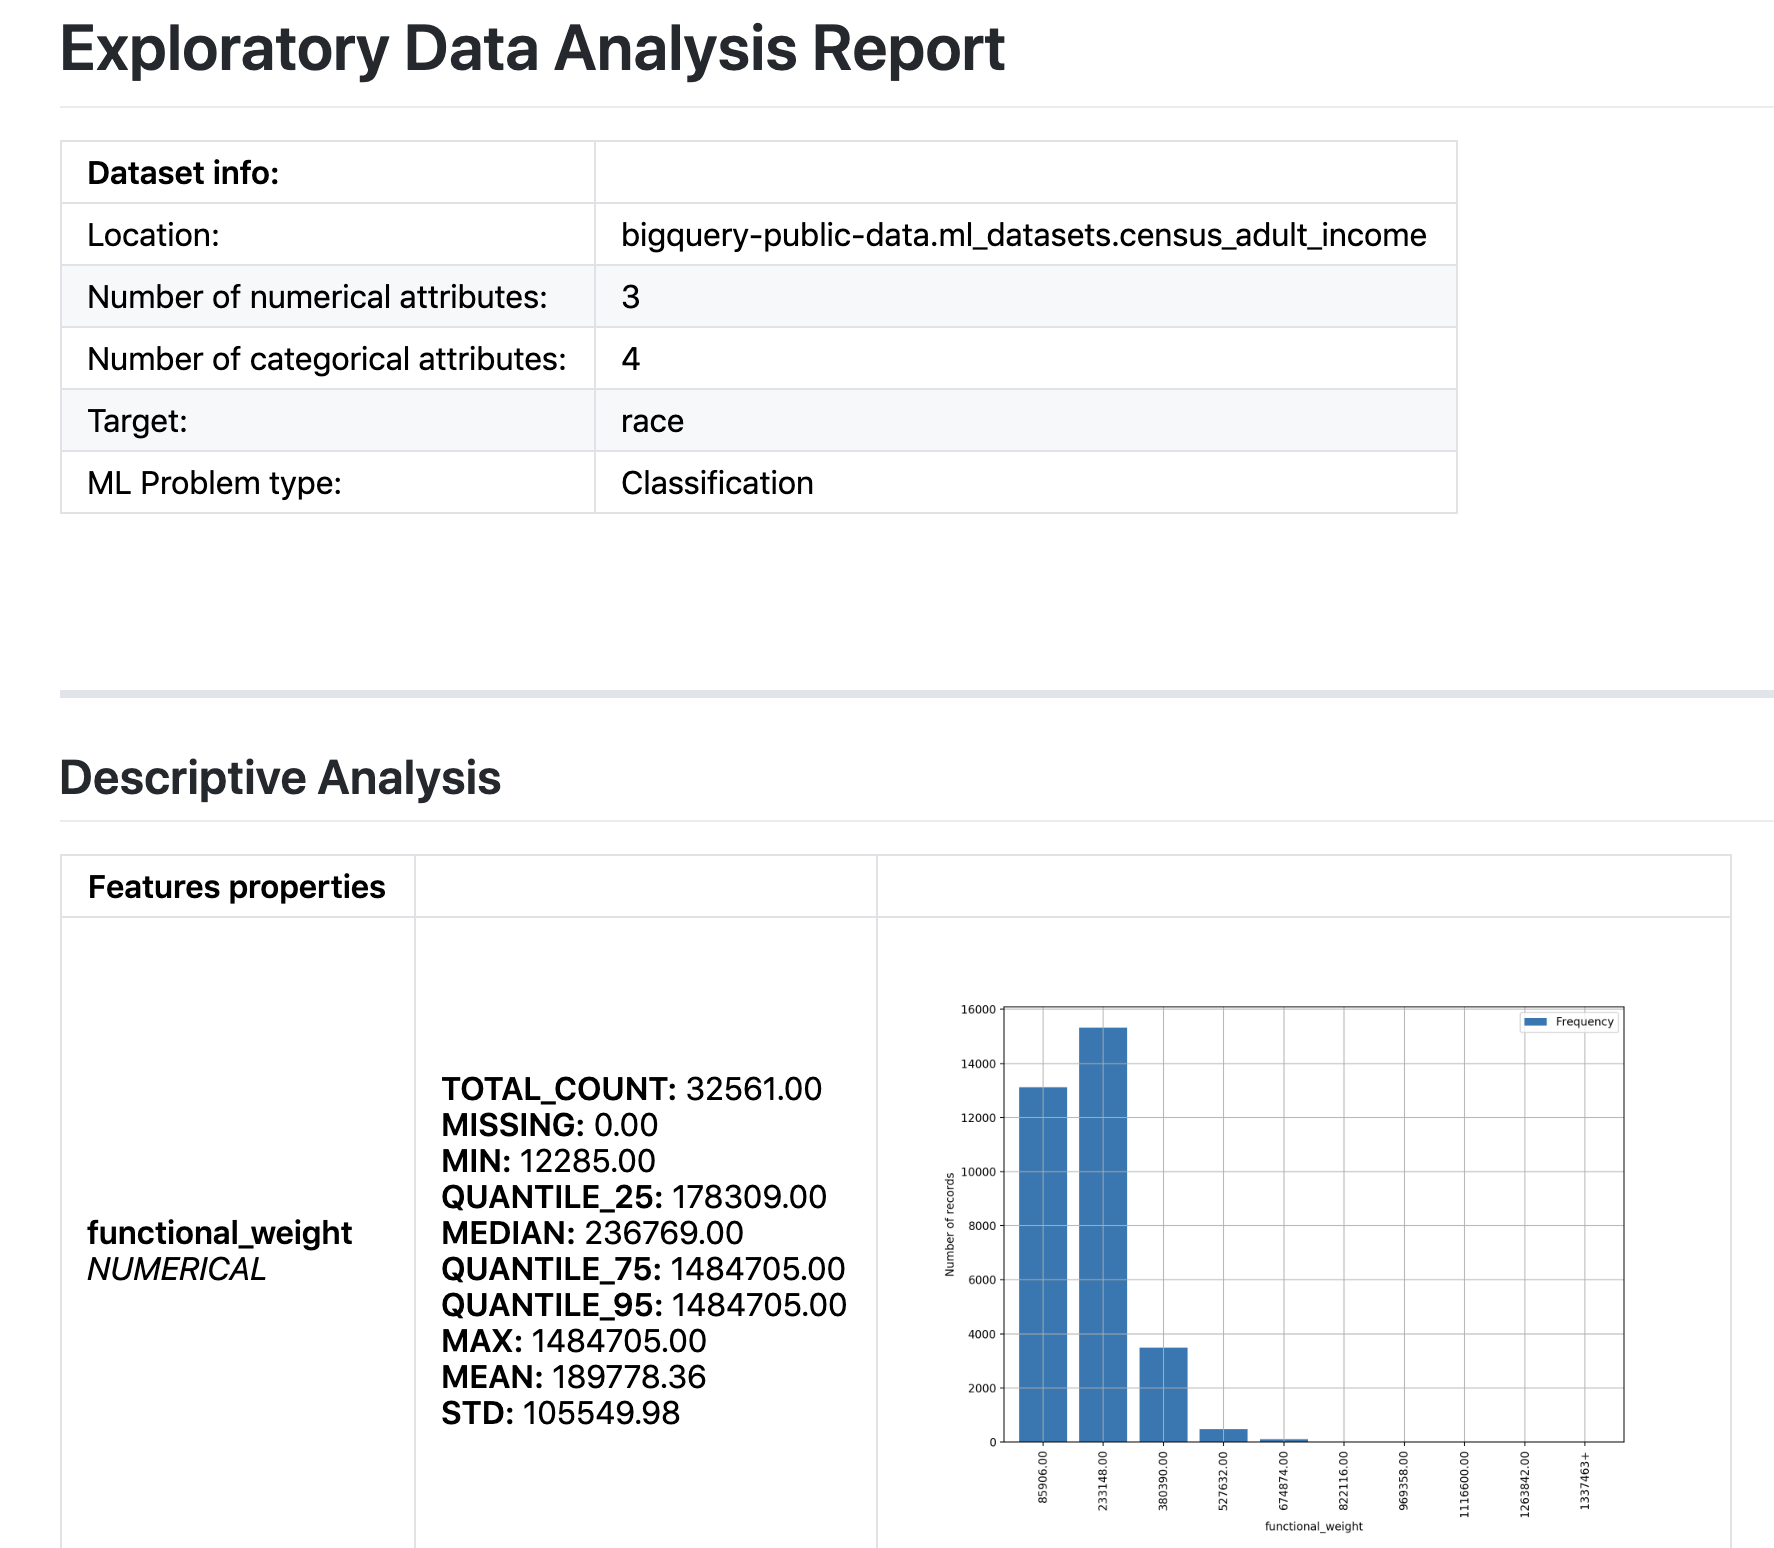 Exploratory Data Analysis Report
Dataset info:
Location: bigquery-public-data.ml_datasets.census_adult_income
Number of numerical attributes: 3
Number of categorical attributes: 4
Target: race
ML Problem type: Classification
Descriptive Analysis
Features properties
functional_weight
NUMERICAL
TOTAL_COUNT: 32561.00
MISSING: 0.00
MIN: 12285.00
QUANTILE_25: 178309.00
MEDIAN: 236769.00
QUANTILE_75: 1484705.00
QUANTILE_95: 1484705.00
MAX: 1484705.00
MEAN: 189778.36
STD: 105549.98
Frequency
Number of records
16000
14000
12000
10000
8000
6000
4000
2000
0
85906.00
233148.00
380390.00
527632.00
674874.00
822116.00
969358.00
1116600.00
1263842.00
1337463+
functional_weight